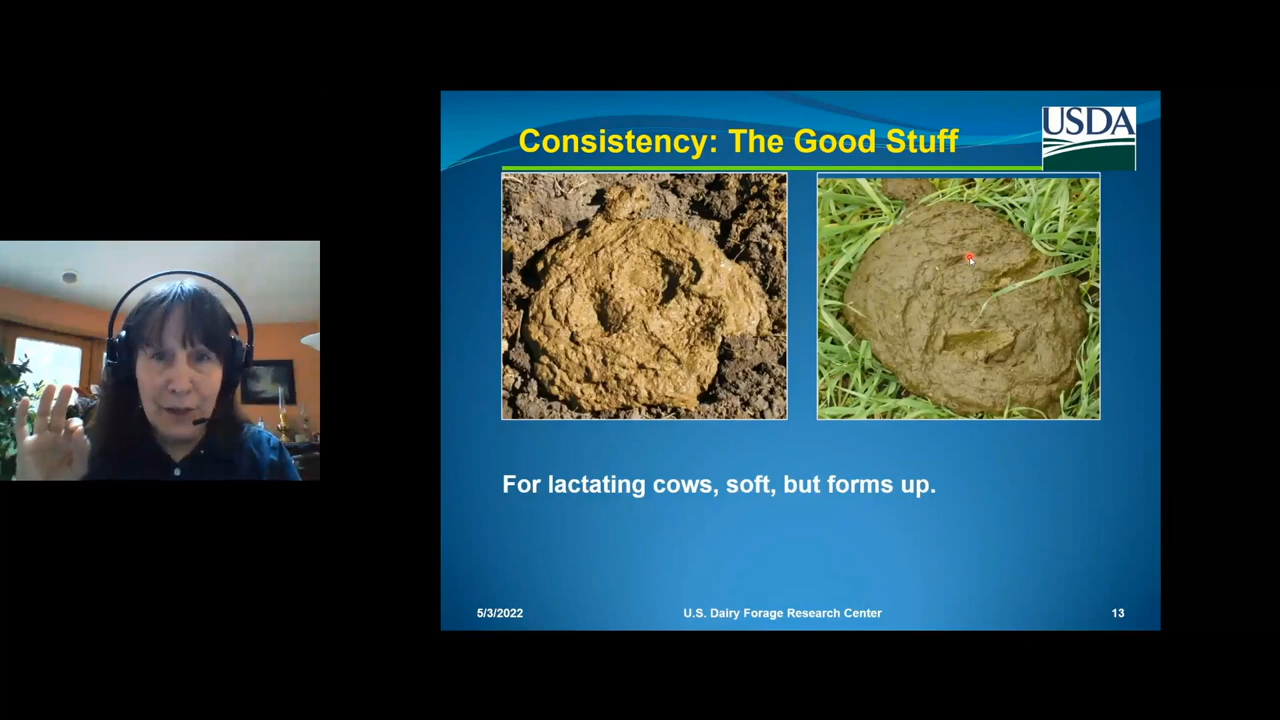 Consistency: The Good Stuff
USDA
For lactating cows, soft, but forms up.
5/3/2022
U.S. Dairy Forage Research Center
13